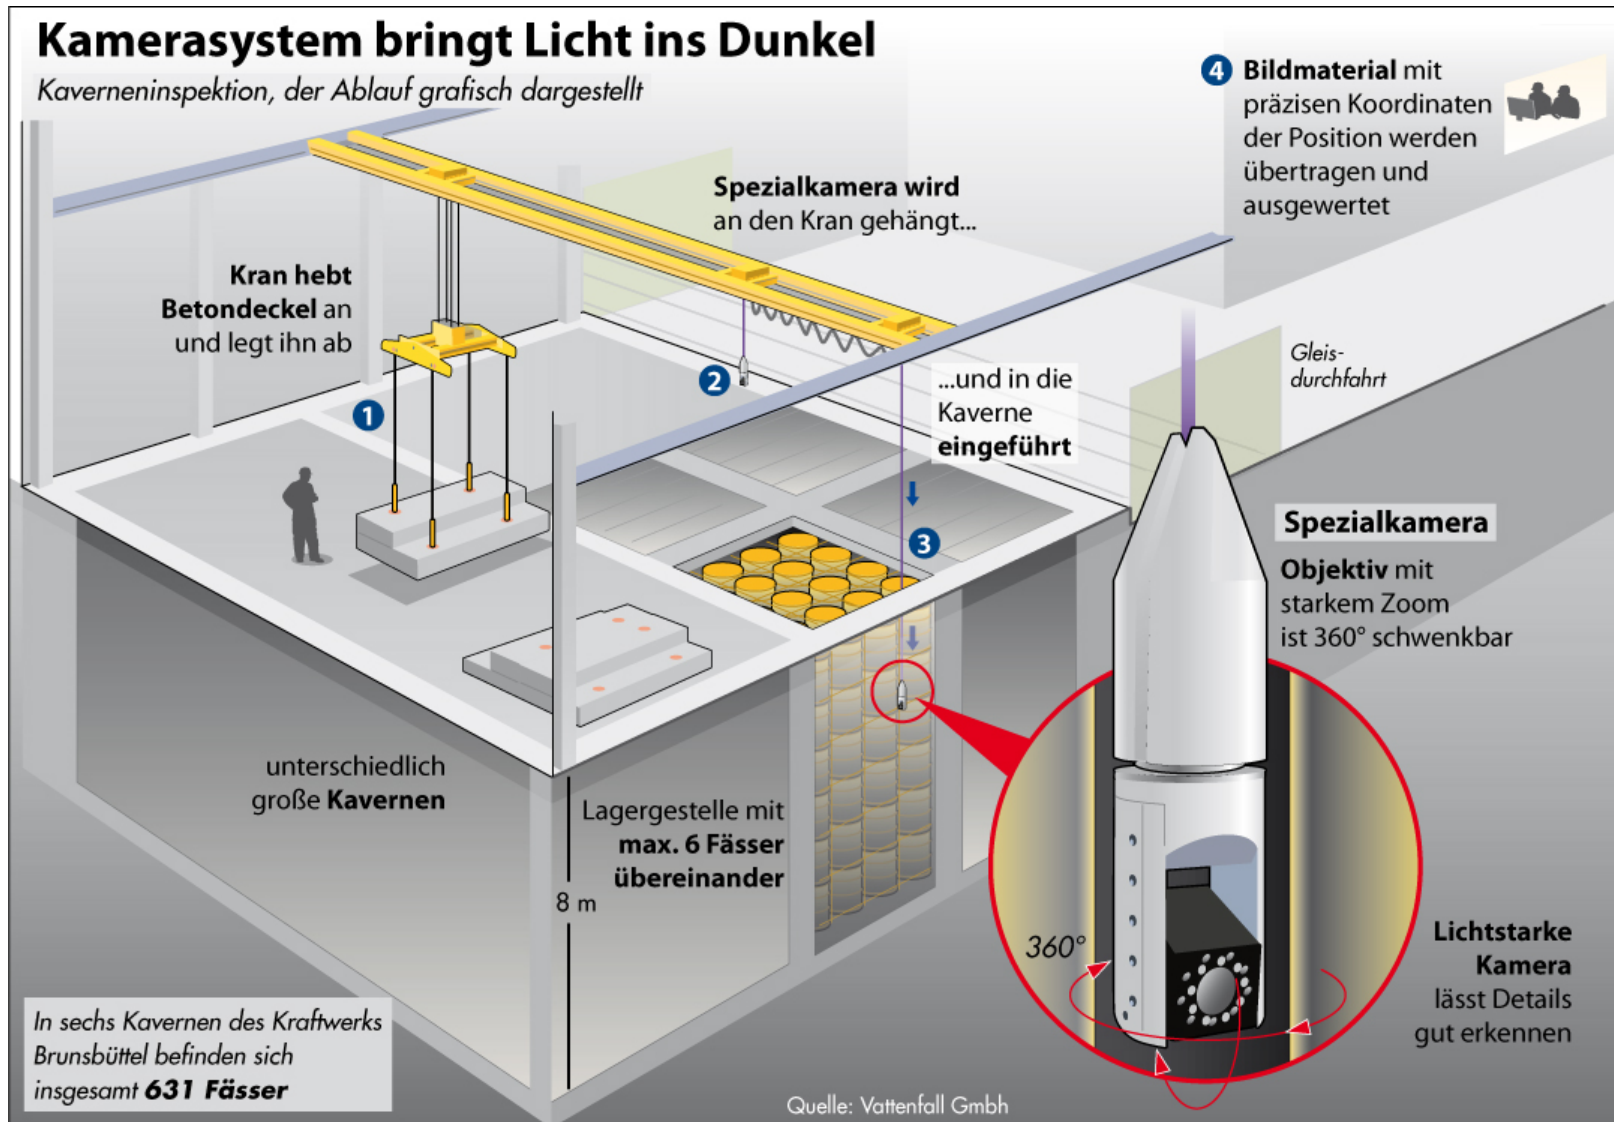 Kamerasystem bringt Licht ins Dunkel
Kaverneninspektion, der Ablauf grafisch dargestellt
4 Bildmaterial mit
präzisen Koordinaten
der Position werden
übertragen und
ausgewertet
Spezialkamera wird
an den Kran gehängt...
Kran hebt
Betondeckel an
und legt ihn ab
1
2
...und in die
Kaverne
eingeführt
3
Gleis-
durchfahrt
Spezialkamera
Objektiv mit
starkem Zoom
ist 360° schwenkbar
unterschiedlich
große Kavernen
Lagergestelle mit
max. 6 Fässer
übereinander
8 m
360°
Lichtstarke
Kamera
lässt Details
gut erkennen
In sechs Kavernen des Kraftwerks
Brunsbüttel befinden sich
insgesamt 631 Fässer
Quelle: Vattenfall Gmbh